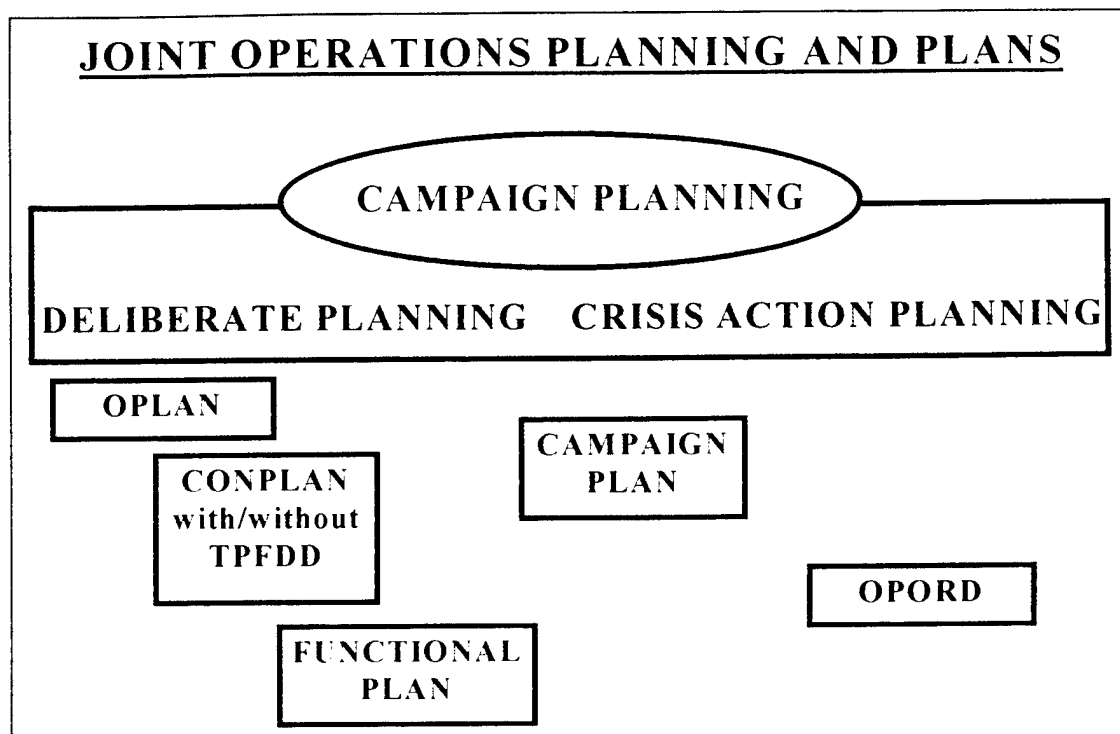 JOINT OPERATIONS PLANNING AND PLANS
CAMPAIGN PLANNING
DELIBERATE PLANNING CRISIS ACTION PLANNING
OPLAN
CONPLAN
with/without
TPFDD
CAMPAIGN
PLAN
OPORD
FUNCTIONAL
PLAN